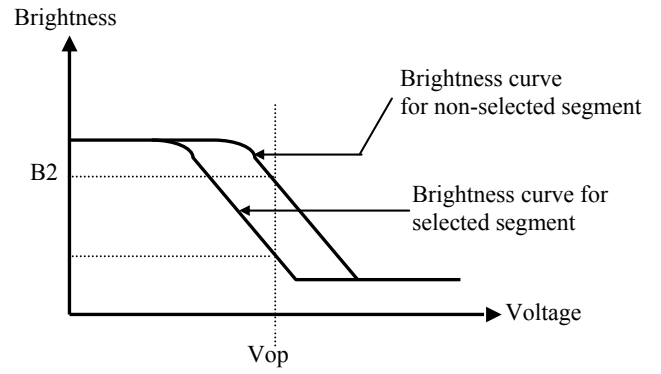 Brightness
Brightness curve
for non-selected segment
B2
Brightness curve for
selected segment
Voltage
Vop